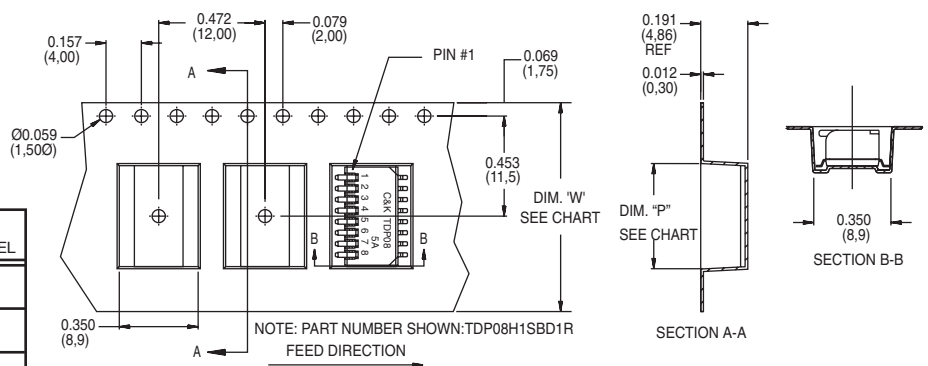 0.472
(12,00)
0.079
(2,00)
0.157
(4,00)
A
PIN #1
0.069
(1,75)
Ø0.059
(1,50Ø)
0.453
(11,5)
DIM. 'W'
SEE CHART
1
2
3
4
5
6
7
8
C&K TDP08
5A
B
B
0.350
(8,9)
A
NOTE: PART NUMBER SHOWN:TDP08H1SBD1R
FEED DIRECTION
0.191
(4,86)
REF
0.012
(0,30)
DIM. "P"
SEE CHART
SECTION A-A
0.350
(8,9)
SECTION B-B